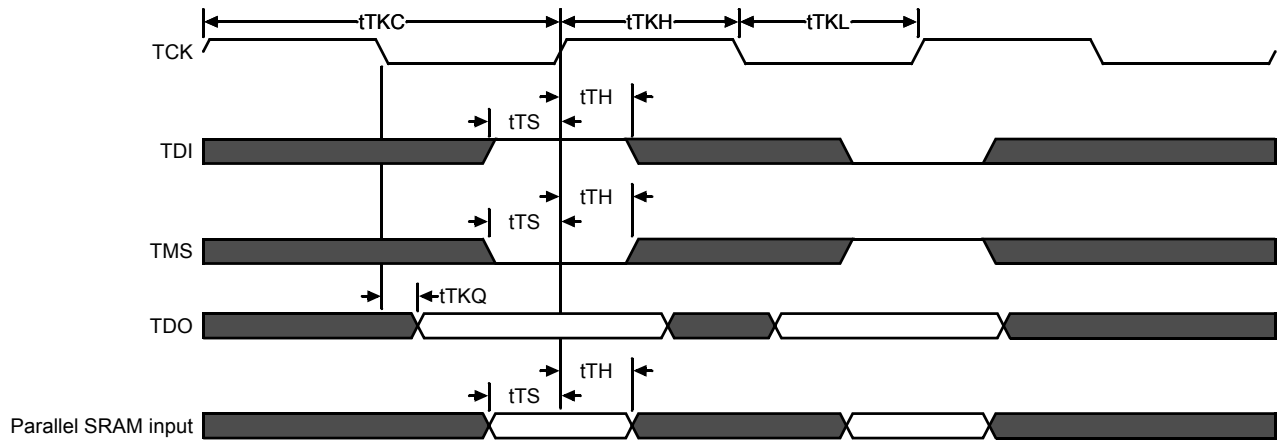 tTKC
tTKH
tTKL
TCK
tTH
tTS
TDI
tTH
tTS
TMS
tTKQ
TDO
tTH
tTS
Parallel SRAM input